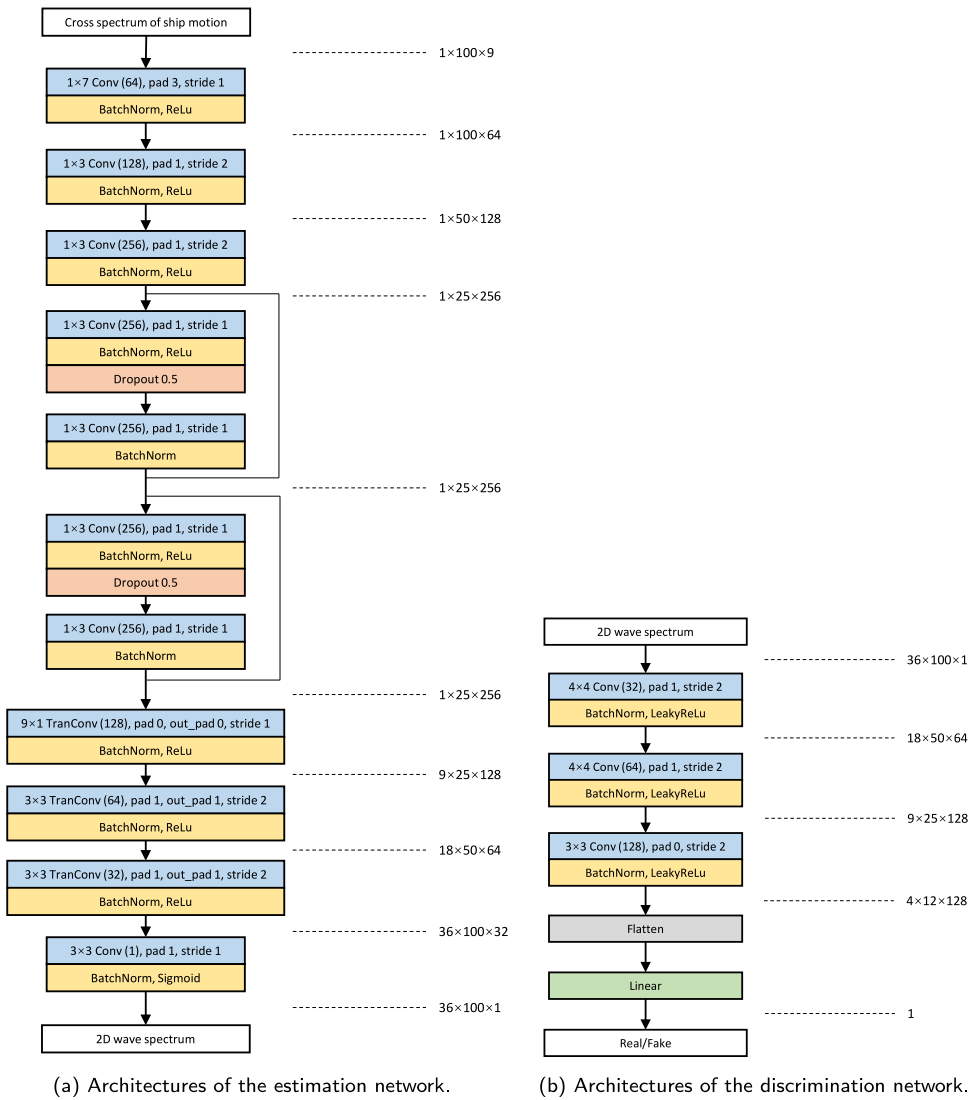 Cross spectrum of ship motion
1×100×9
1×7 Conv (64), pad 3, stride 1
BatchNorm, ReLu
1×100×64
1×3 Conv (128), pad 1, stride 2
BatchNorm, ReLu
1×50×128
1×3 Conv (256), pad 1, stride 2
BatchNorm, ReLu
1×25×256
1×3 Conv (256), pad 1, stride 1
BatchNorm, ReLu
Dropout 0.5
1×3 Conv (256), pad 1, stride 1
BatchNorm
1×25×256
1×3 Conv (256), pad 1, stride 1
BatchNorm, ReLu
Dropout 0.5
1×3 Conv (256), pad 1, stride 1
BatchNorm
1×25×256
9×1 TranConv (128), pad 0, out_pad 0, stride 1
BatchNorm, ReLu
9×25×128
3×3 TranConv (64), pad 1, out_pad 1, stride 2
BatchNorm, ReLu
18×50×64
3×3 TranConv (32), pad 1, out_pad 1, stride 2
BatchNorm, ReLu
36×100×32
3×3 Conv (1), pad 1, stride 1
BatchNorm, Sigmoid
36×100×1
2D wave spectrum
(a) Architectures of the estimation network.
2D wave spectrum
36×100×1
4×4 Conv (32), pad 1, stride 2
BatchNorm, LeakyReLu
18×50×64
4×4 Conv (64), pad 1, stride 2
BatchNorm, LeakyReLu
9×25×128
3×3 Conv (128), pad 0, stride 2
BatchNorm, LeakyReLu
4×12×128
Flatten
Linear
1
Real/Fake
(b) Architectures of the discrimination network.